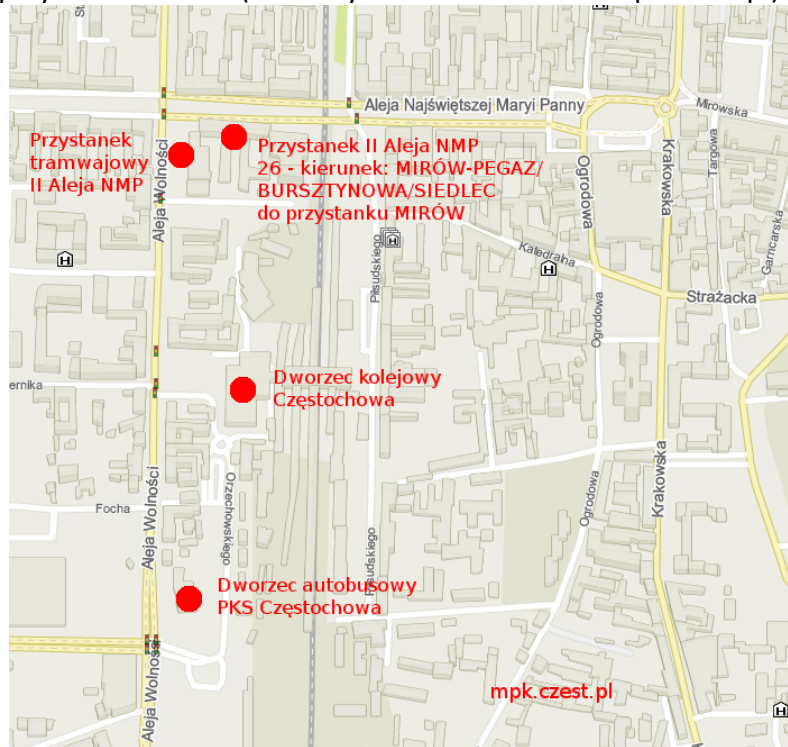 Aleja Najświętszej Maryi Panny
Mirowska
Przystanek
tramwajowy
II Aleja NMP
Przystanek II Aleja NMP
26 - kierunek: MIRÓW-PEGAZ/
BURSZTYNOWA/SIEDLEC
do przystanku MIRÓW
Aleja Wolności
Ogrodowa
Krakowska
Targowa
Garncarska
Piłsudskiego
Katedralna
Strażacka
Ogrodowa
Dworzec kolejowy
Częstochowa
ernika
Krakowska
Focha
Orzechowskiego
Aleja Wolności
Ogrodowa
Piłsudskiego
Dworzec autobusowy
PKS Częstochowa
Aleja Wolności
mpk.czest.pl